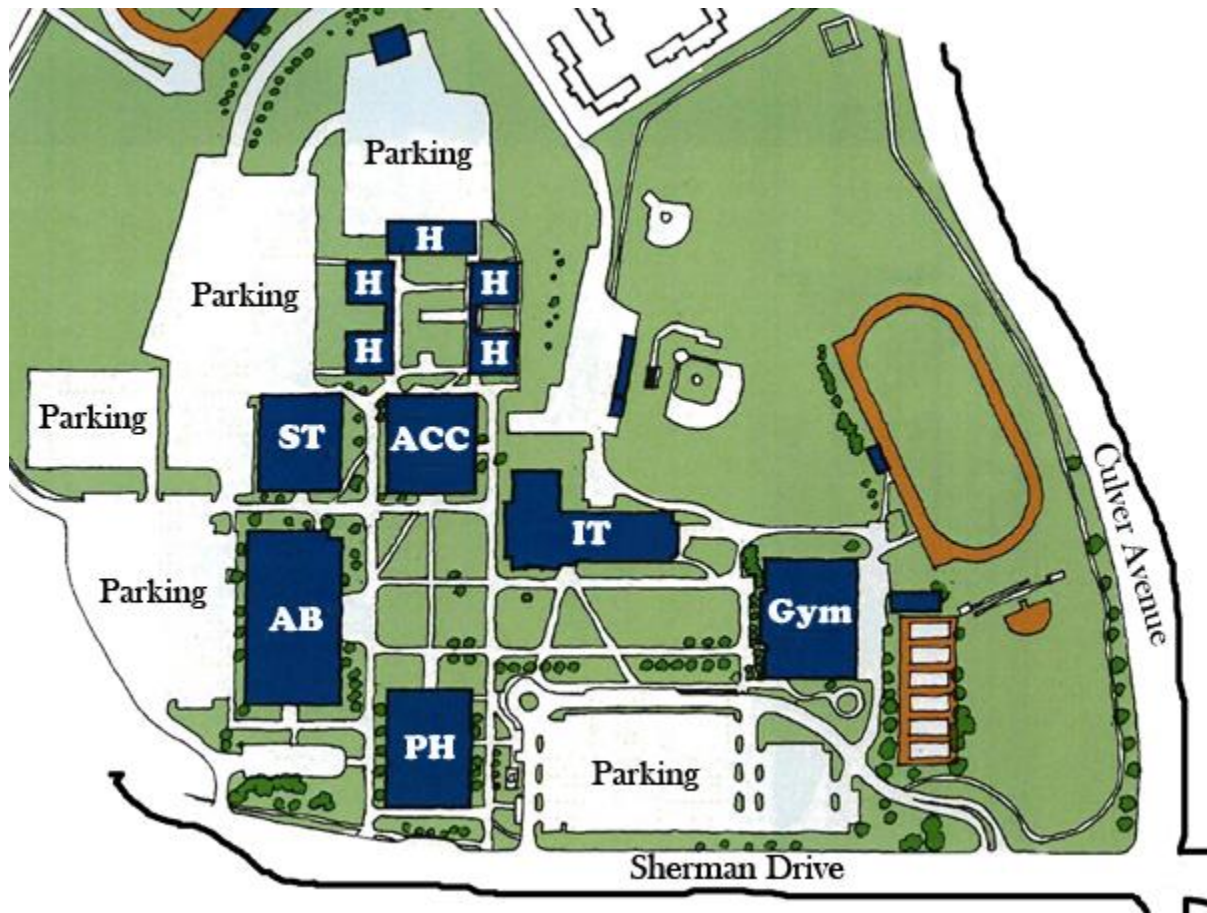 Parking
H
Parking
H
H
H
H
Parking
ST
ACC
IT
Culver Avenue
Parking
AB
Gym
PH
Parking
Sherman Drive